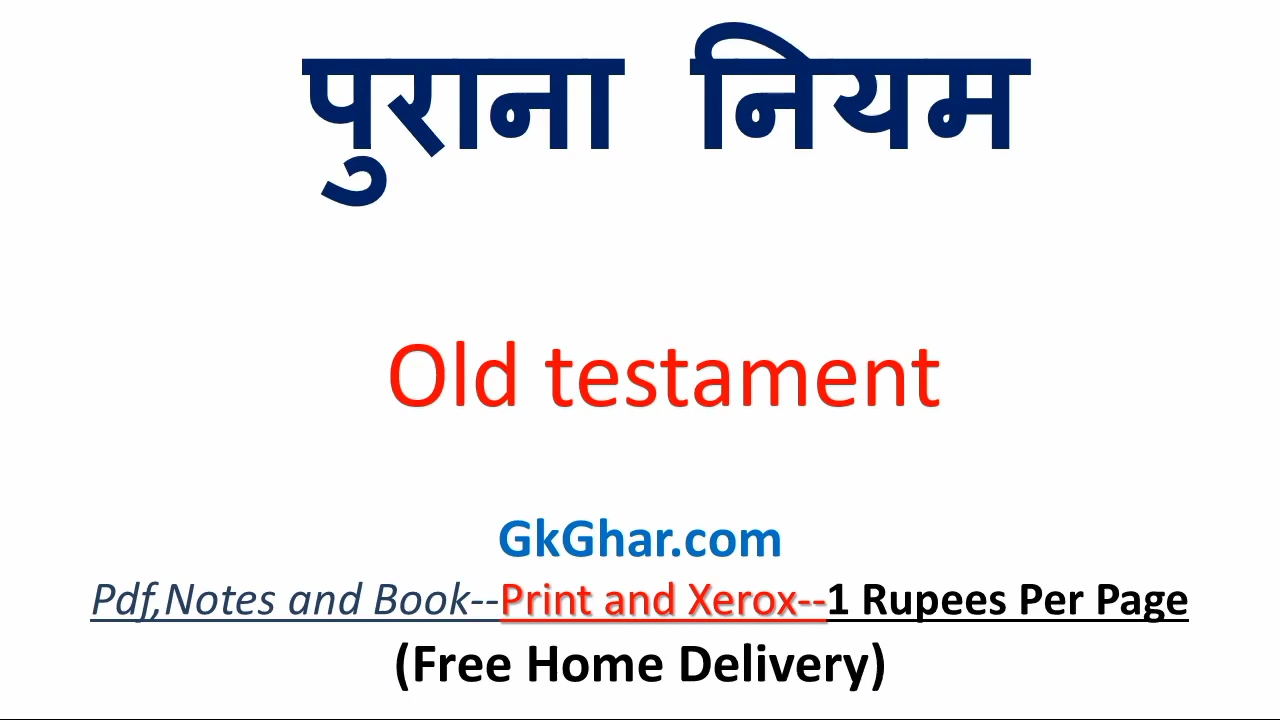 पुराना नियम
Old testament
GkGhar.com
Pdf,Notes and Book--Print and Xerox--1 Rupees Per Page
(Free Home Delivery)